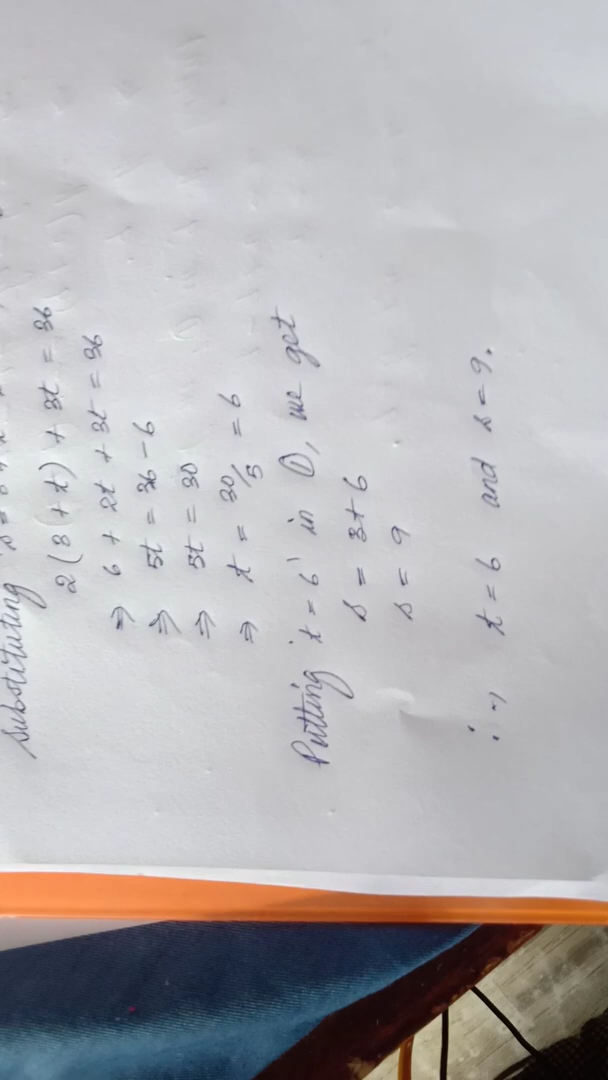 Substituting 's = 3 + t
2(3 + t) + 3t = 36
⇒ 6 + 2t + 3t = 36
⇒ 5t = 36 - 6
⇒ 5t = 30
⇒ t = 30/5 = 6
Putting 't = 6' in ①, we get
s = 3 + 6
s = 9
∴, t = 6 and s = 9.